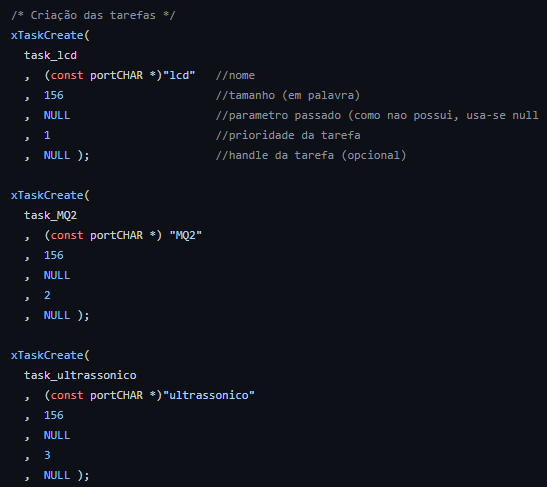 /* Criação das tarefas */
xTaskCreate(
  task_lcd
  ,  (const portCHAR *)"lcd"   //nome
  ,  156                       //tamanho (em palavra)
  ,  NULL                      //parametro passado (como nao possui, usa-se null
  ,  1                         //prioridade da tarefa
  ,  NULL );                   //handle da tarefa (opcional)

xTaskCreate(
  task_MQ2
  ,  (const portCHAR *) "MQ2"
  ,  156
  ,  NULL
  ,  2
  ,  NULL );

xTaskCreate(
  task_ultrassonico
  ,  (const portCHAR *)"ultrassonico"
  ,  156
  ,  NULL
  ,  3
  ,  NULL );